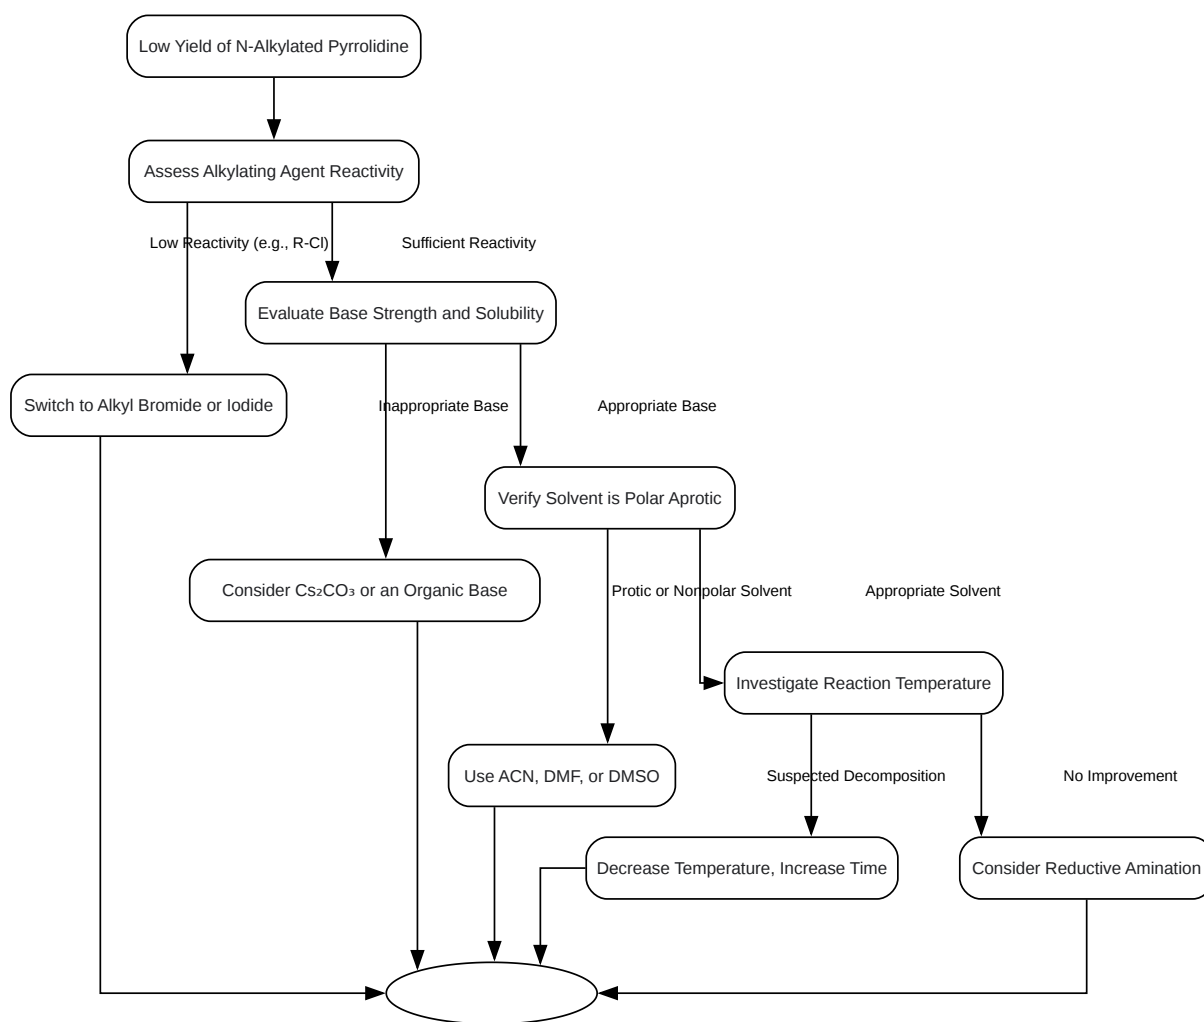 Low Yield of N-Alkylated Pyrrolidine
Assess Alkylating Agent Reactivity
Low Reactivity (e.g., R-Cl)
Sufficient Reactivity
Evaluate Base Strength and Solubility
Switch to Alkyl Bromide or Iodide
Inappropriate Base
Appropriate Base
Verify Solvent is Polar Aprotic
Consider Cs₂CO₃ or an Organic Base
Protic or Nonpolar Solvent
Appropriate Solvent
Investigate Reaction Temperature
Use ACN, DMF, or DMSO
Suspected Decomposition
No Improvement
Decrease Temperature, Increase Time
Consider Reductive Amination